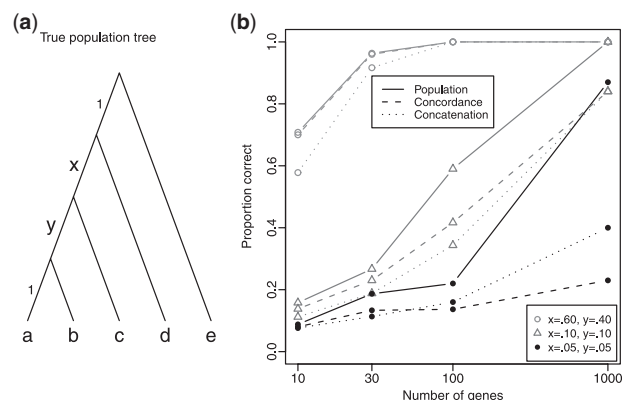 (a)
True population tree
1
x
y
1
a b c d e
(b)
Proportion correct
1.0
0.8
0.6
0.4
0.2
0.0
Population
Concordance
Concatenation
x=.60, y=.40
x=.10, y=.10
x=.05, y=.05
10 30 100 1000
Number of genes